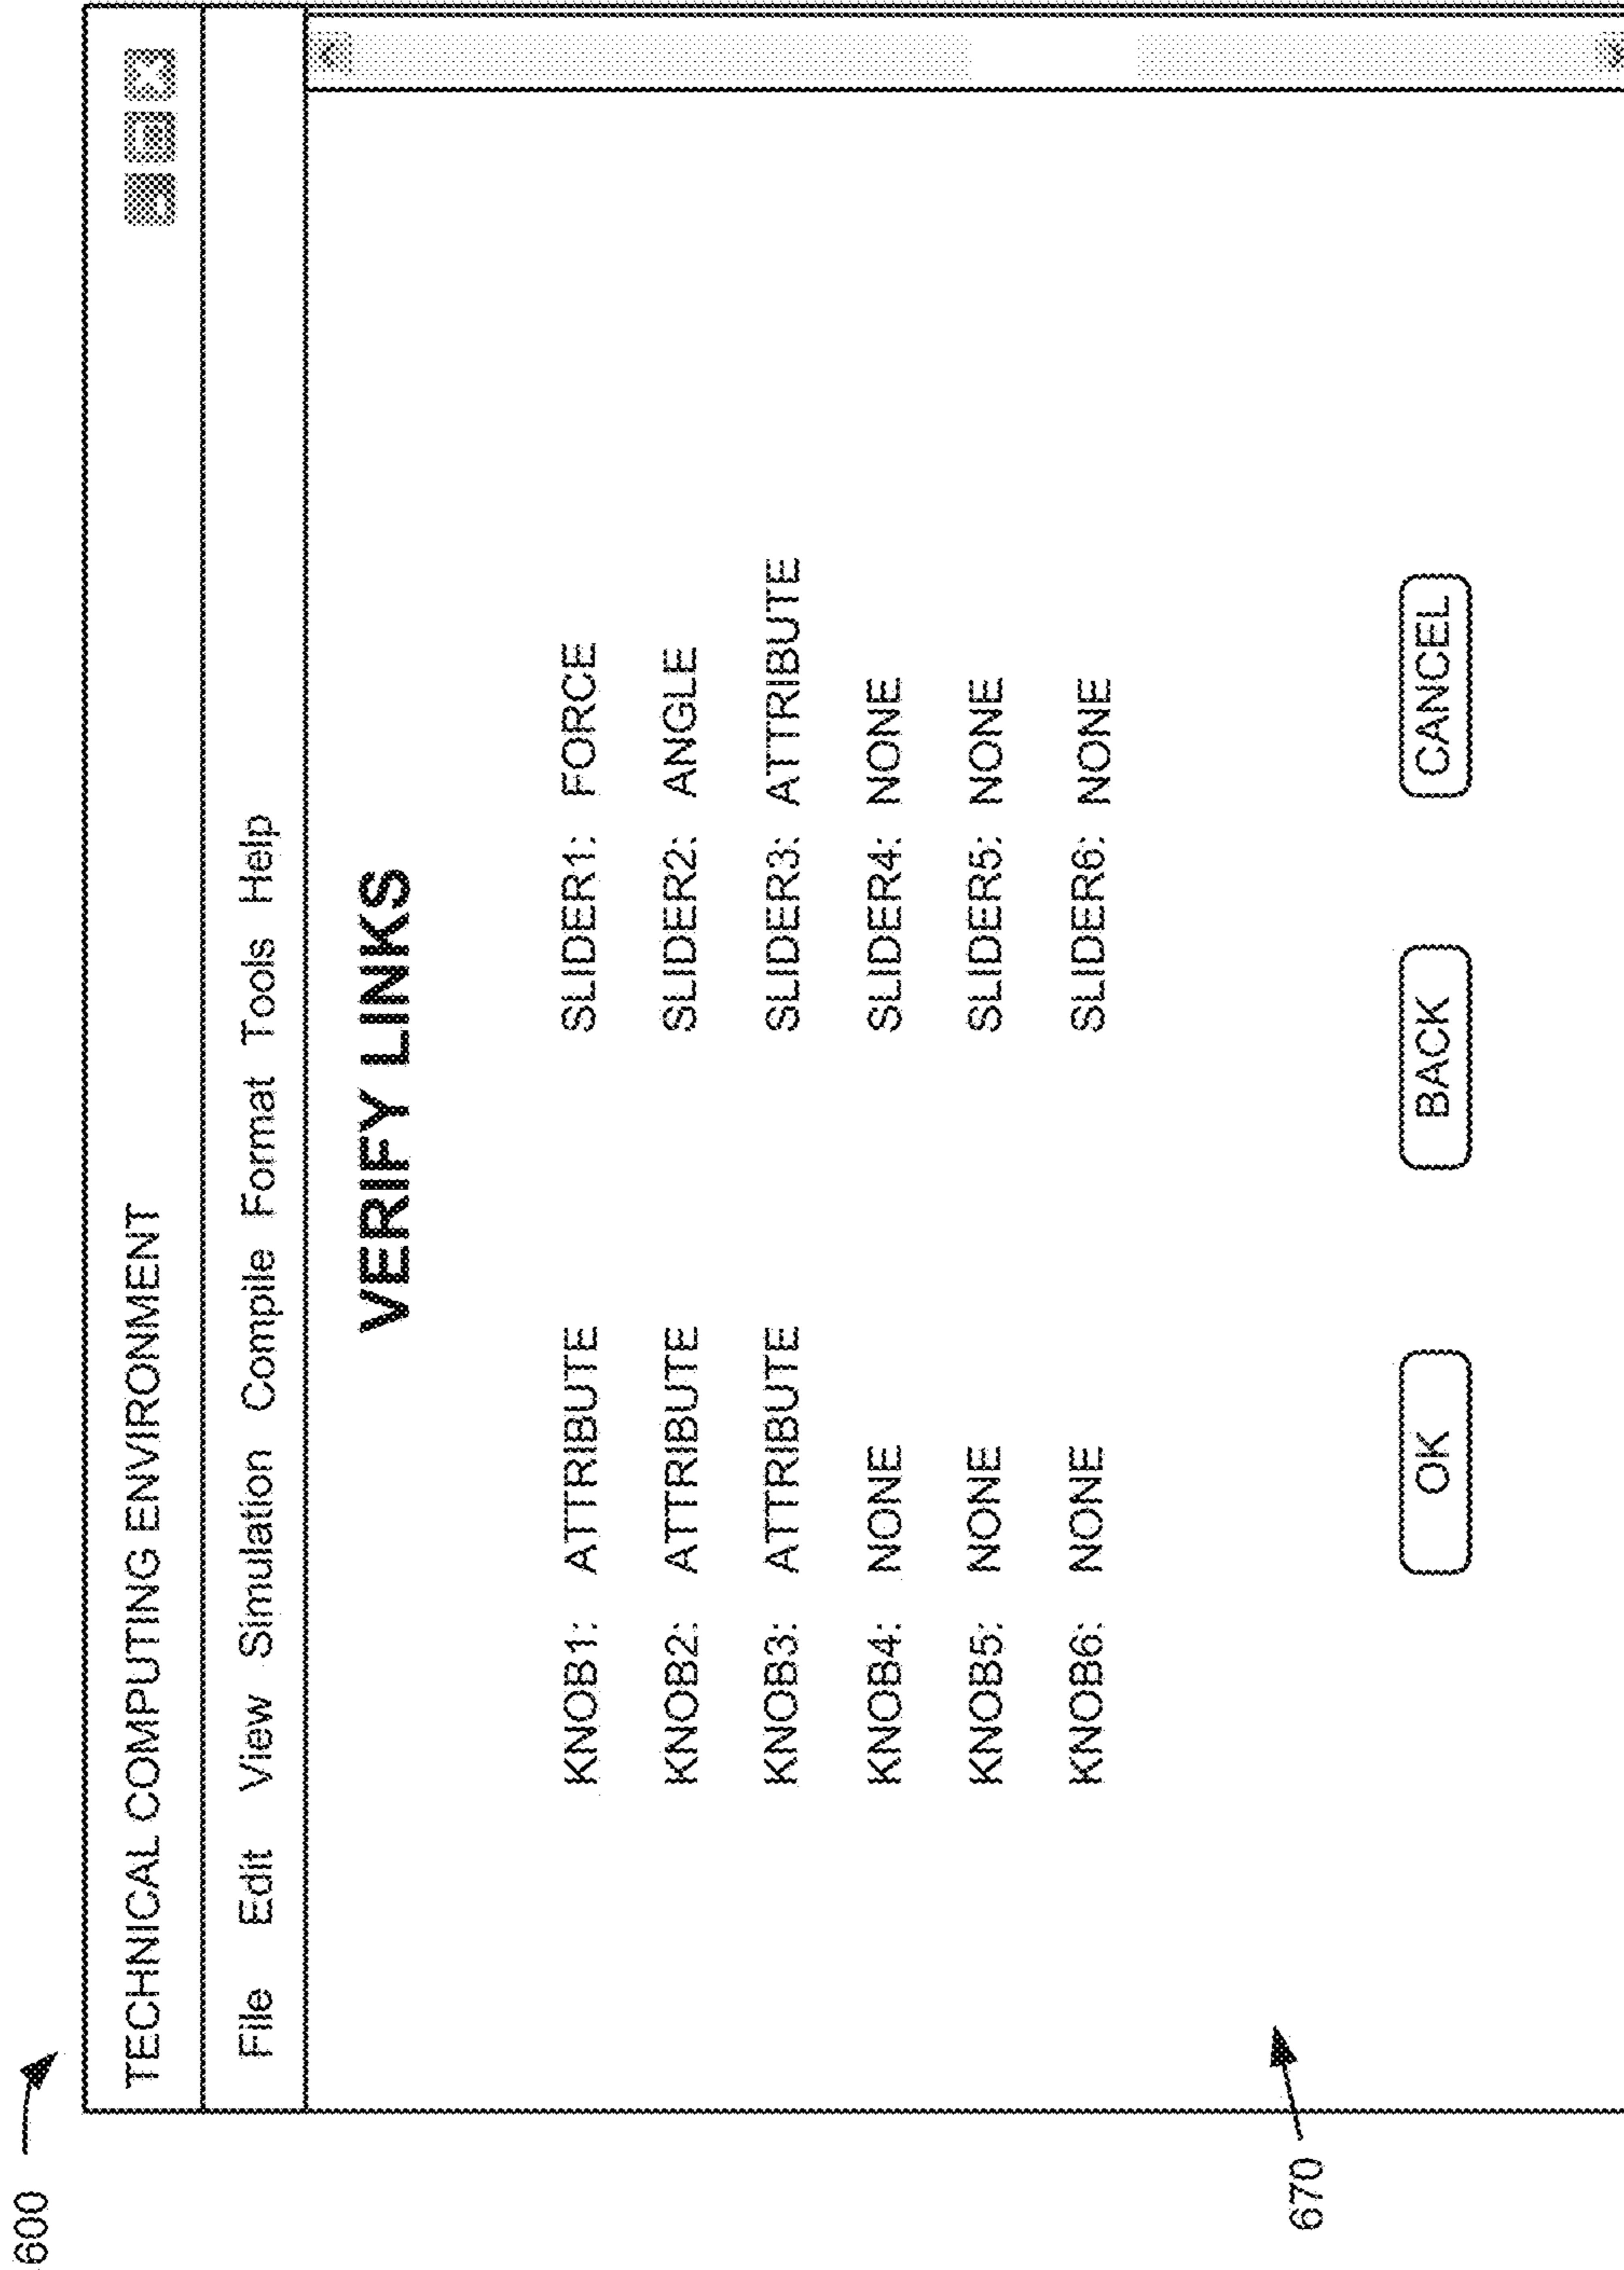 600
TECHNICAL COMPUTING ENVIRONMENT
File Edit View Simulation Compile Format Tools Help
VERIFY LINKS
KNOB1: ATTRIBUTE SLIDER1: FORCE
KNOB2: ATTRIBUTE SLIDER2: ANGLE
KNOB3: ATTRIBUTE SLIDER3: ATTRIBUTE
KNOB4: NONE SLIDER4: NONE
KNOB5: NONE SLIDER5: NONE
KNOB6: NONE SLIDER6: NONE
670
OK BACK CANCEL